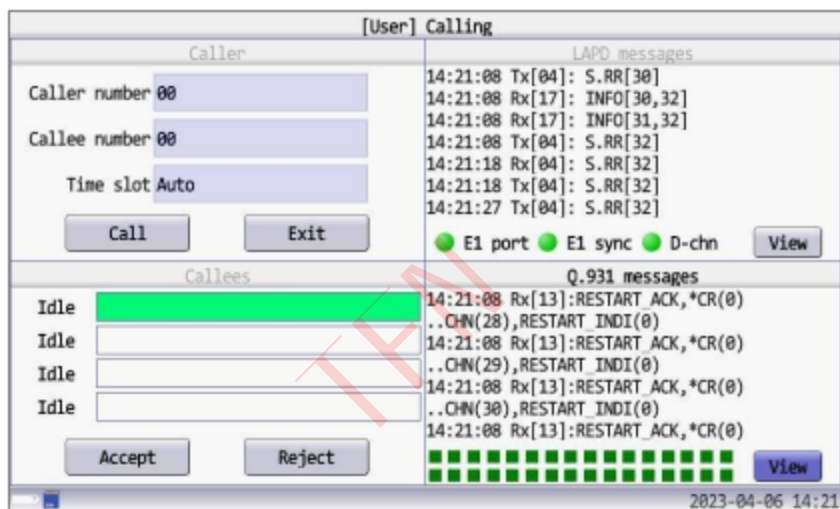 [User] Calling
Caller
Caller number 00
Callee number 00
Time slot Auto
Call
Exit
LAPD messages
14:21:08 Tx[04]: S.RR[30]
14:21:08 Rx[17]: INFO[30,32]
14:21:08 Rx[17]: INFO[31,32]
14:21:08 Tx[04]: S.RR[32]
14:21:18 Rx[04]: S.RR[32]
14:21:18 Tx[04]: S.RR[32]
14:21:27 Tx[04]: S.RR[32]
E1 port E1 sync D-chn View
Callees
Idle
Idle
Idle
Idle
Accept
Reject
Q.931 messages
14:21:08 Rx[13]:RESTART_ACK,*CR(0)
..CHN(28),RESTART_INDI(0)
14:21:08 Rx[13]:RESTART_ACK,*CR(0)
..CHN(29),RESTART_INDI(0)
14:21:08 Rx[13]:RESTART_ACK,*CR(0)
..CHN(30),RESTART_INDI(0)
14:21:08 Rx[13]:RESTART_ACK,*CR(0)
View
TFN
2023-04-06 14:21